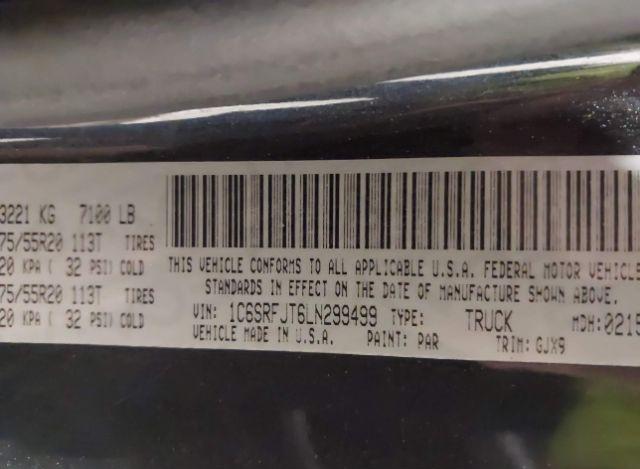 3221 KG 7100 LB
75/55R20 113T TIRES
20 KPA ( 32 PSI) COLD
75/55R20 113T TIRES
20 KPA ( 32 PSI) COLD
THIS VEHICLE CONFORMS TO ALL APPLICABLE U.S.A. FEDERAL MOTOR VEHICLE
STANDARDS IN EFFECT ON THE DATE OF MANUFACTURE SHOWN ABOVE.
VIN: 1C6SRFJT6LN299499 TYPE: TRUCK MDH:0215
VEHICLE MADE IN U.S.A. PAINT: PAR TRIM: GJX9